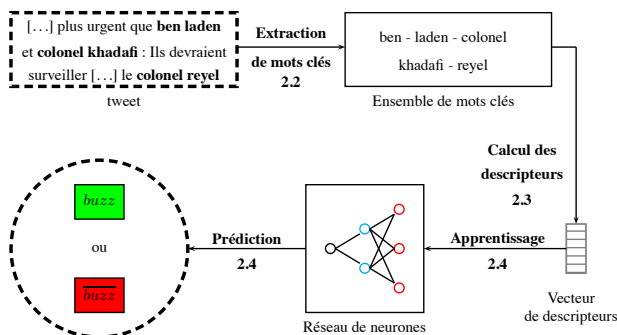 […] plus urgent que ben laden
et colonel khadafi : Ils devraient
surveiller […] le colonel reyel
tweet
Extraction
de mots clés
2.2
ben - laden - colonel
khadafi - reyel
Ensemble de mots clés
Calcul des
descripteurs
2.3
Vecteur
de descripteurs
Apprentissage
2.4
Réseau de neurones
Prédiction
2.4
buzz
ou
buzz